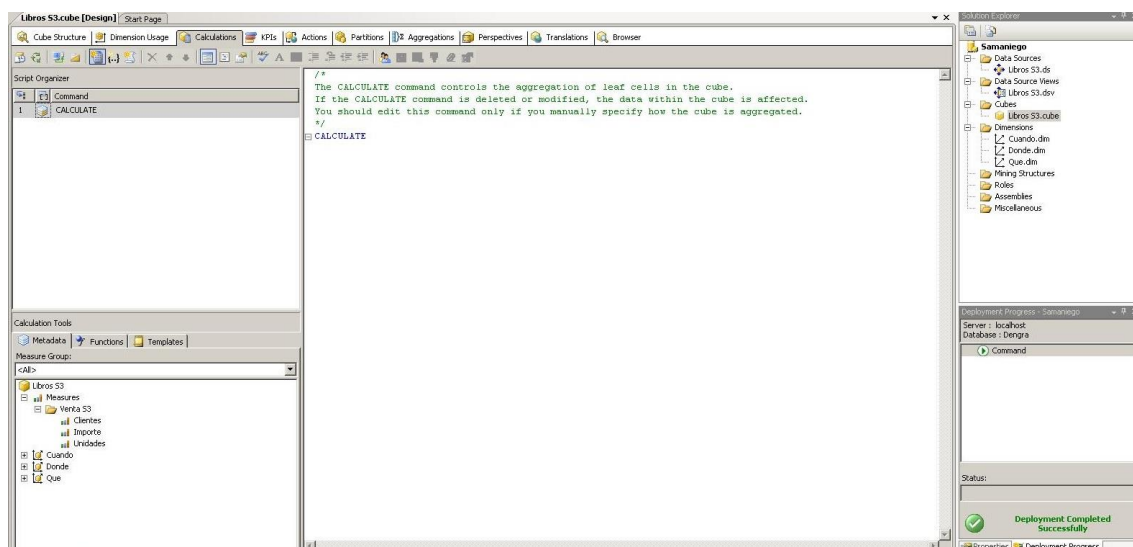 Libros S3.cube [Design] Start Page
Cube Structure Dimension Usage Calculations KPIs Actions Partitions Aggregations Perspectives Translations Browser
Script Organizer
Command
1 CALCULATE
/*
The CALCULATE command controls the aggregation of leaf cells in the cube.
If the CALCULATE command is deleted or modified, the data within the cube is affected.
You should edit this command only if you manually specify how the cube is aggregated.
*/
CALCULATE
Calculation Tools
Metadata Functions Templates
Measure Group:
<All>
Libros S3
Measures
Venta S3
Clientes
Importe
Unidades
Cuando
Donde
Que
Solution Explorer
Samaniego
Data Sources
Libros S3.ds
Data Source Views
Libros S3.dsv
Cubes
Libros S3.cube
Dimensions
Cuando.dim
Donde.dim
Que.dim
Mining Structures
Roles
Assemblies
Miscellaneous
Deployment Progress - Samaniego
Server : localhost
Database : Dengra
Command
Status:
Deployment Completed
Successfully
Properties Deployment Progress